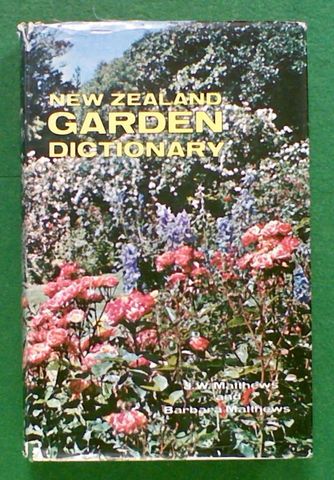 NEW ZEALAND
GARDEN
DICTIONARY
J.W. Matthews
and
Barbara Matthews